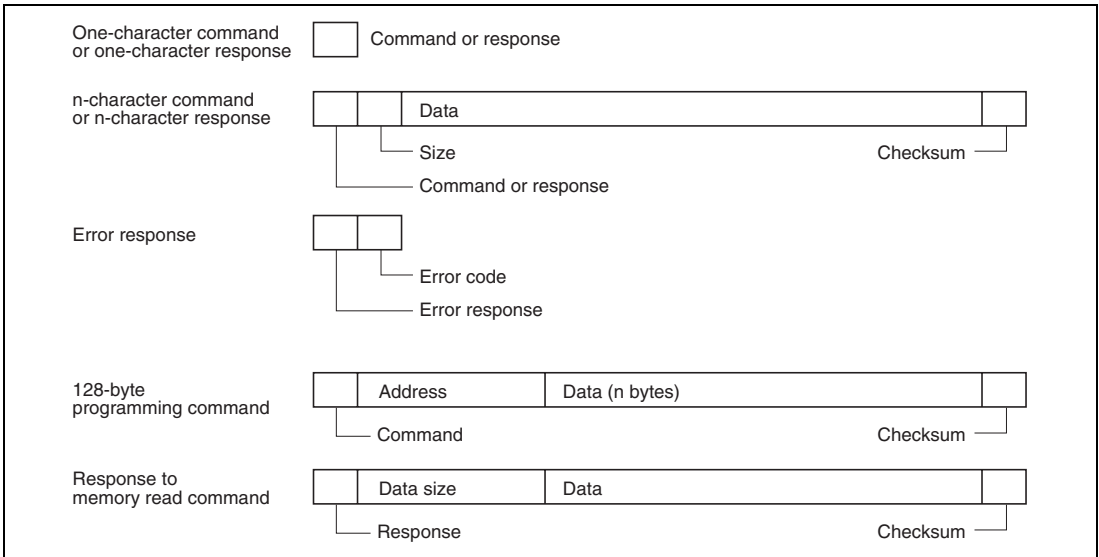 One-character command
or one-character response
Command or response
n-character command
or n-character response
Data
Size
Checksum
Command or response
Error response
Error code
Error response
128-byte
programming command
Address
Data (n bytes)
Command
Checksum
Response to
memory read command
Data size
Data
Response
Checksum